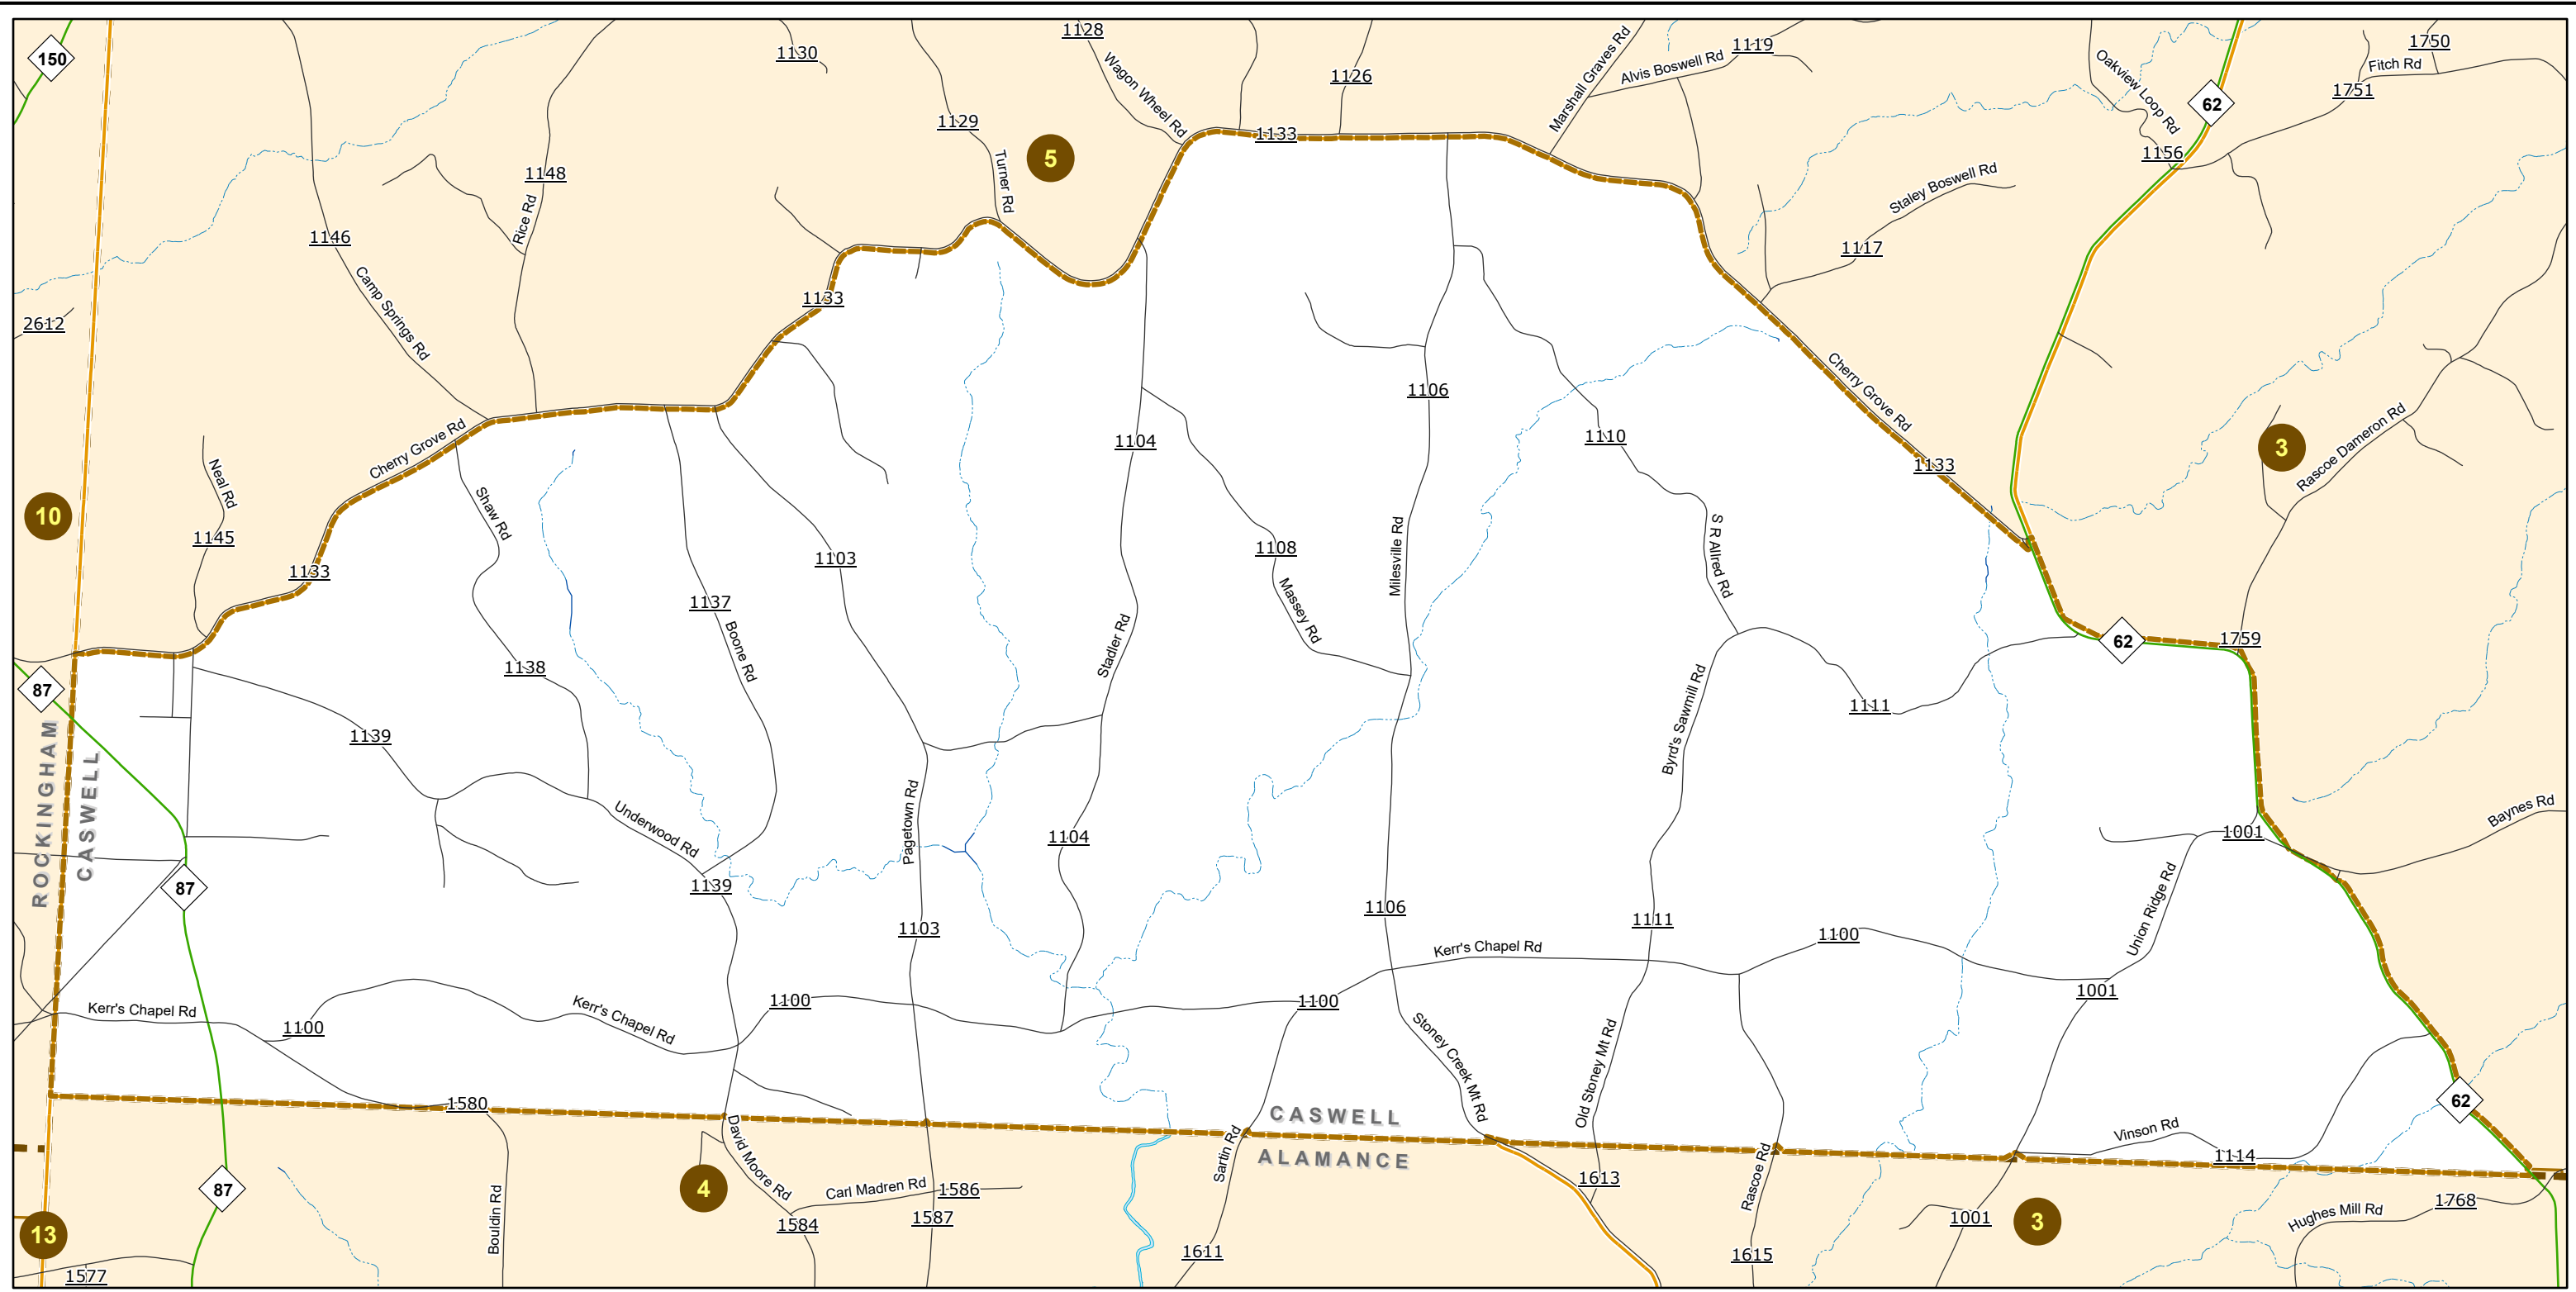 1128
1130
1119
1750
150
Wagon Wheel Rd
1126
Marshall Graves Rd
Alvis Boswell Rd
Oakview Loop Rd
Fitch Rd
62
1751
1129
1133
5
1156
Turner Rd
1148
Staley Boswell Rd
Rice Rd
1146
1117
Camp Springs Rd
1133
2612
1106
Cherry Grove Rd
Cherry Grove Rd
1104
1110
3
Rascoe Dameron Rd
1133
Neal Rd
Shaw Rd
10
1145
1133
1103
1108
Milesville Rd
S R Allred Rd
1137
Massey Rd
Boone Rd
Stadler Rd
62
1759
1138
87
Byrd's Sawmill Rd
1111
1139
ROCKINGHAM
CASWELL
Underwood Rd
Pagetown Rd
1104
Baynes Rd
1001
87
1139
1106
1111
Union Ridge Rd
1103
1100
Kerr's Chapel Rd
1001
Kerr's Chapel Rd
1100
Kerr's Chapel Rd
1100
1100
Stoney Creek Mt Rd
Old Stoney Mt Rd
1580
CASWELL
62
David Moore Rd
Sartin Rd
Vinson Rd
ALAMANCE
1114
Rascoe Rd
87
4
Carl Madren Rd
1586
1613
Bouldin Rd
1584
1587
1001
3
Hughes Mill Rd
1768
13
1611
1615
1577